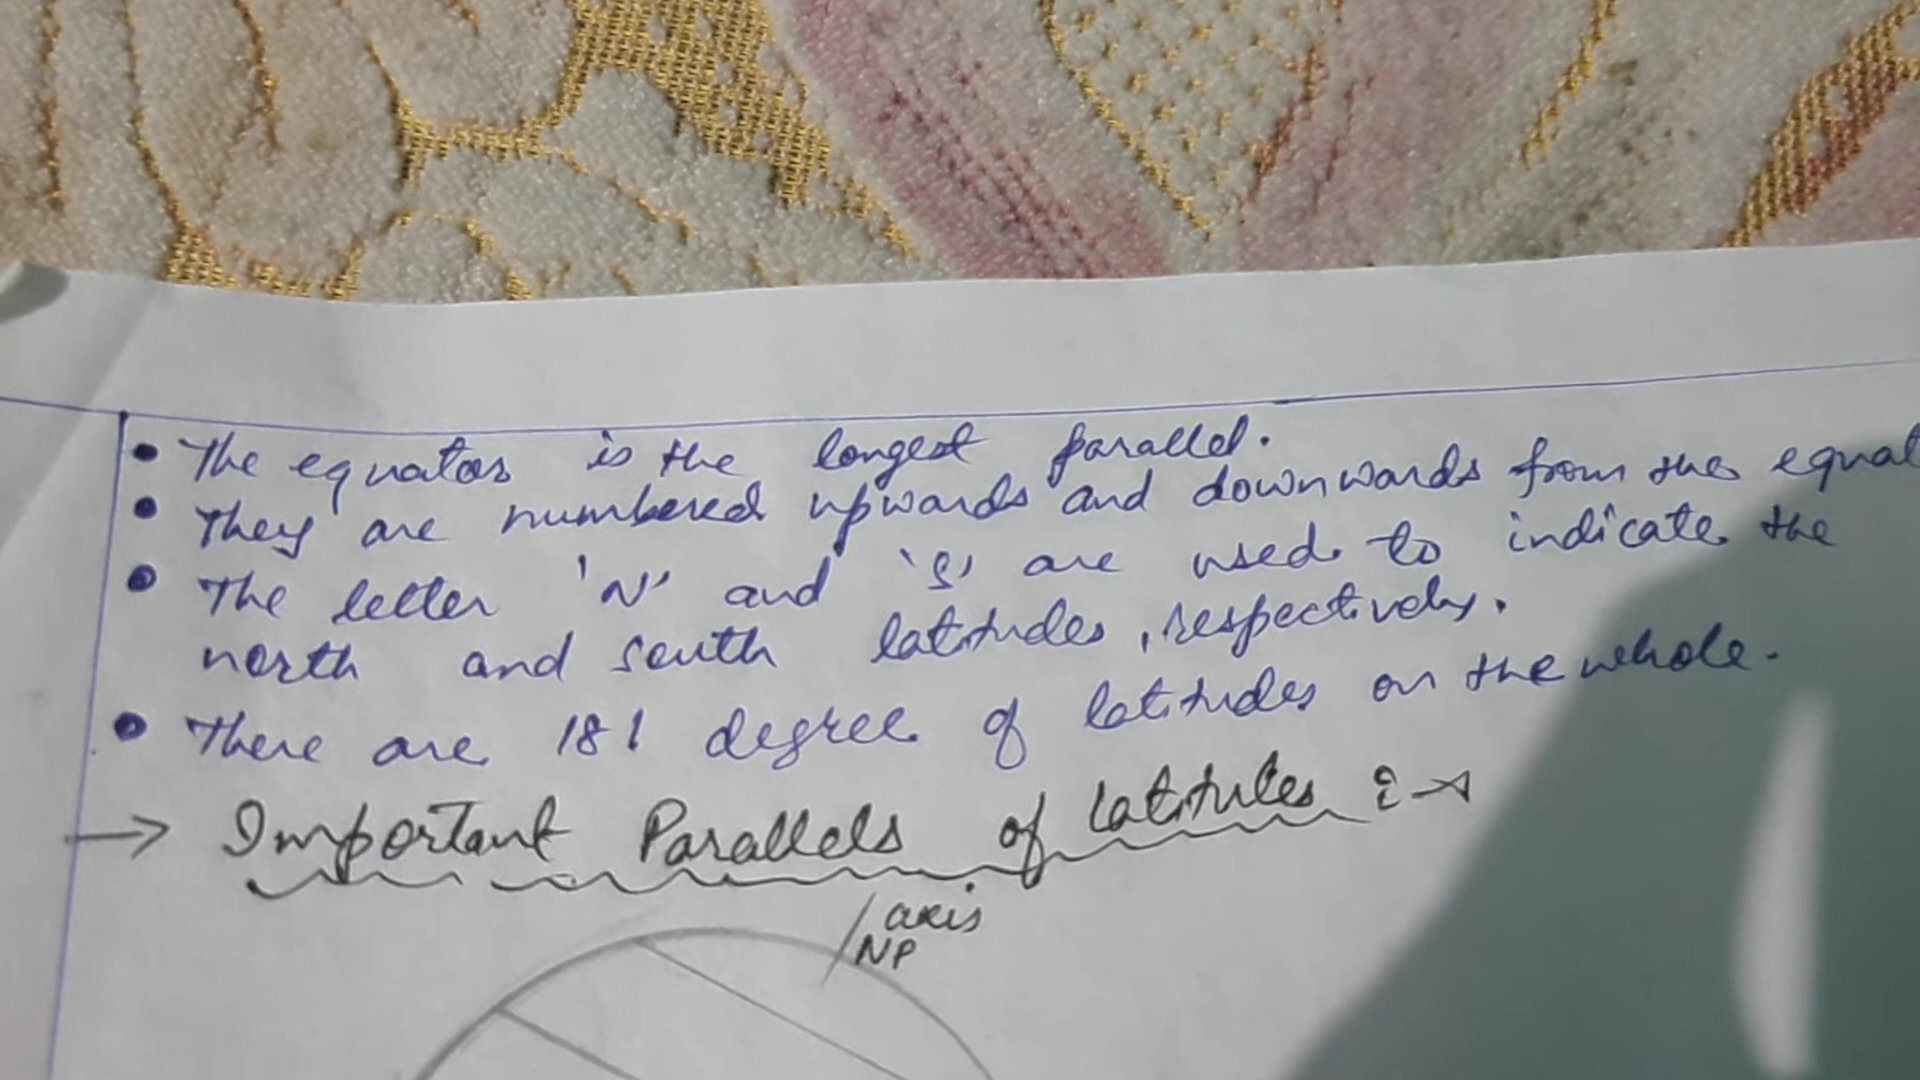 • The equator is the longest parallel.
• They are numbered upwards and downwards from the equat
• The letter 'N' and 'S' are used to indicate the
north and south latitudes, respectively.
• There are 181 degree of latitudes on the whole.
→ Important Parallels of latitudes :→
axis
NP